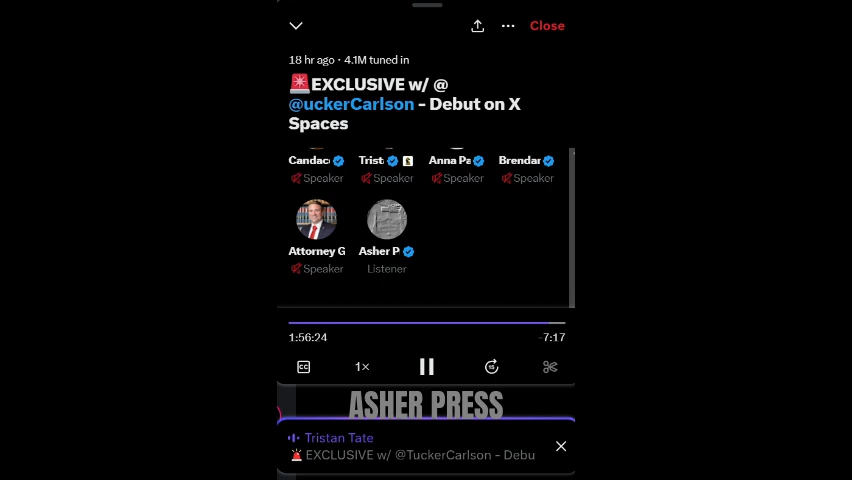 Close
18 hr ago • 4.1M tuned in
🚨EXCLUSIVE w/ @
@uckerCarlson - Debut on X
Spaces
Candac Trist Anna Pa Brendar
Speaker Speaker Speaker Speaker
Attorney G Asher P
Speaker Listener
1:56:24 -7:17
CC 1× 15
ASHER PRESS
Tristan Tate
🚨EXCLUSIVE w/ @TuckerCarlson - Debu